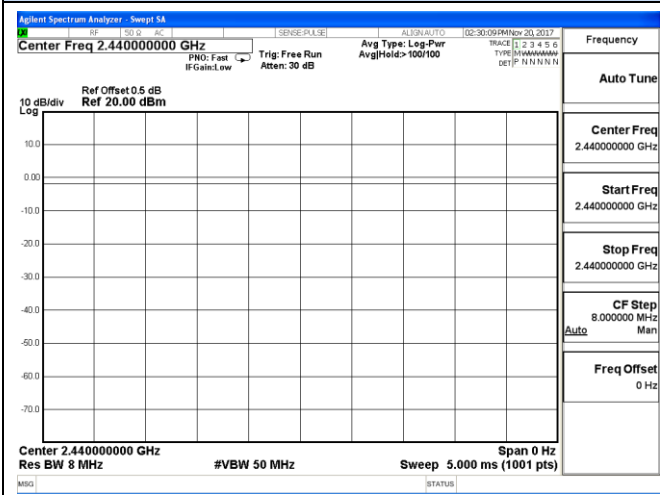 Agilent Spectrum Analyzer - Swept SA
LXI RF 50 Ω AC SENSE:PULSE ALIGN AUTO 02:30:09 PM Nov 20, 2017
Center Freq 2.440000000 GHz
PNO: Fast
IFGain:Low
Trig: Free Run
Atten: 30 dB
Avg Type: Log-Pwr
Avg|Hold:>100/100
TRACE 1 2 3 4 5 6
TYPE M
DET P N N N N N
Ref Offset 0.5 dB
10 dB/div Ref 20.00 dBm
Log
10.0
0.00
-10.0
-20.0
-30.0
-40.0
-50.0
-60.0
-70.0
Center 2.440000000 GHz Span 0 Hz
Res BW 8 MHz #VBW 50 MHz Sweep 5.000 ms (1001 pts)
MSG STATUS
Frequency
Auto Tune
Center Freq
2.440000000 GHz
Start Freq
2.440000000 GHz
Stop Freq
2.440000000 GHz
CF Step
8.000000 MHz
Auto Man
Freq Offset
0 Hz